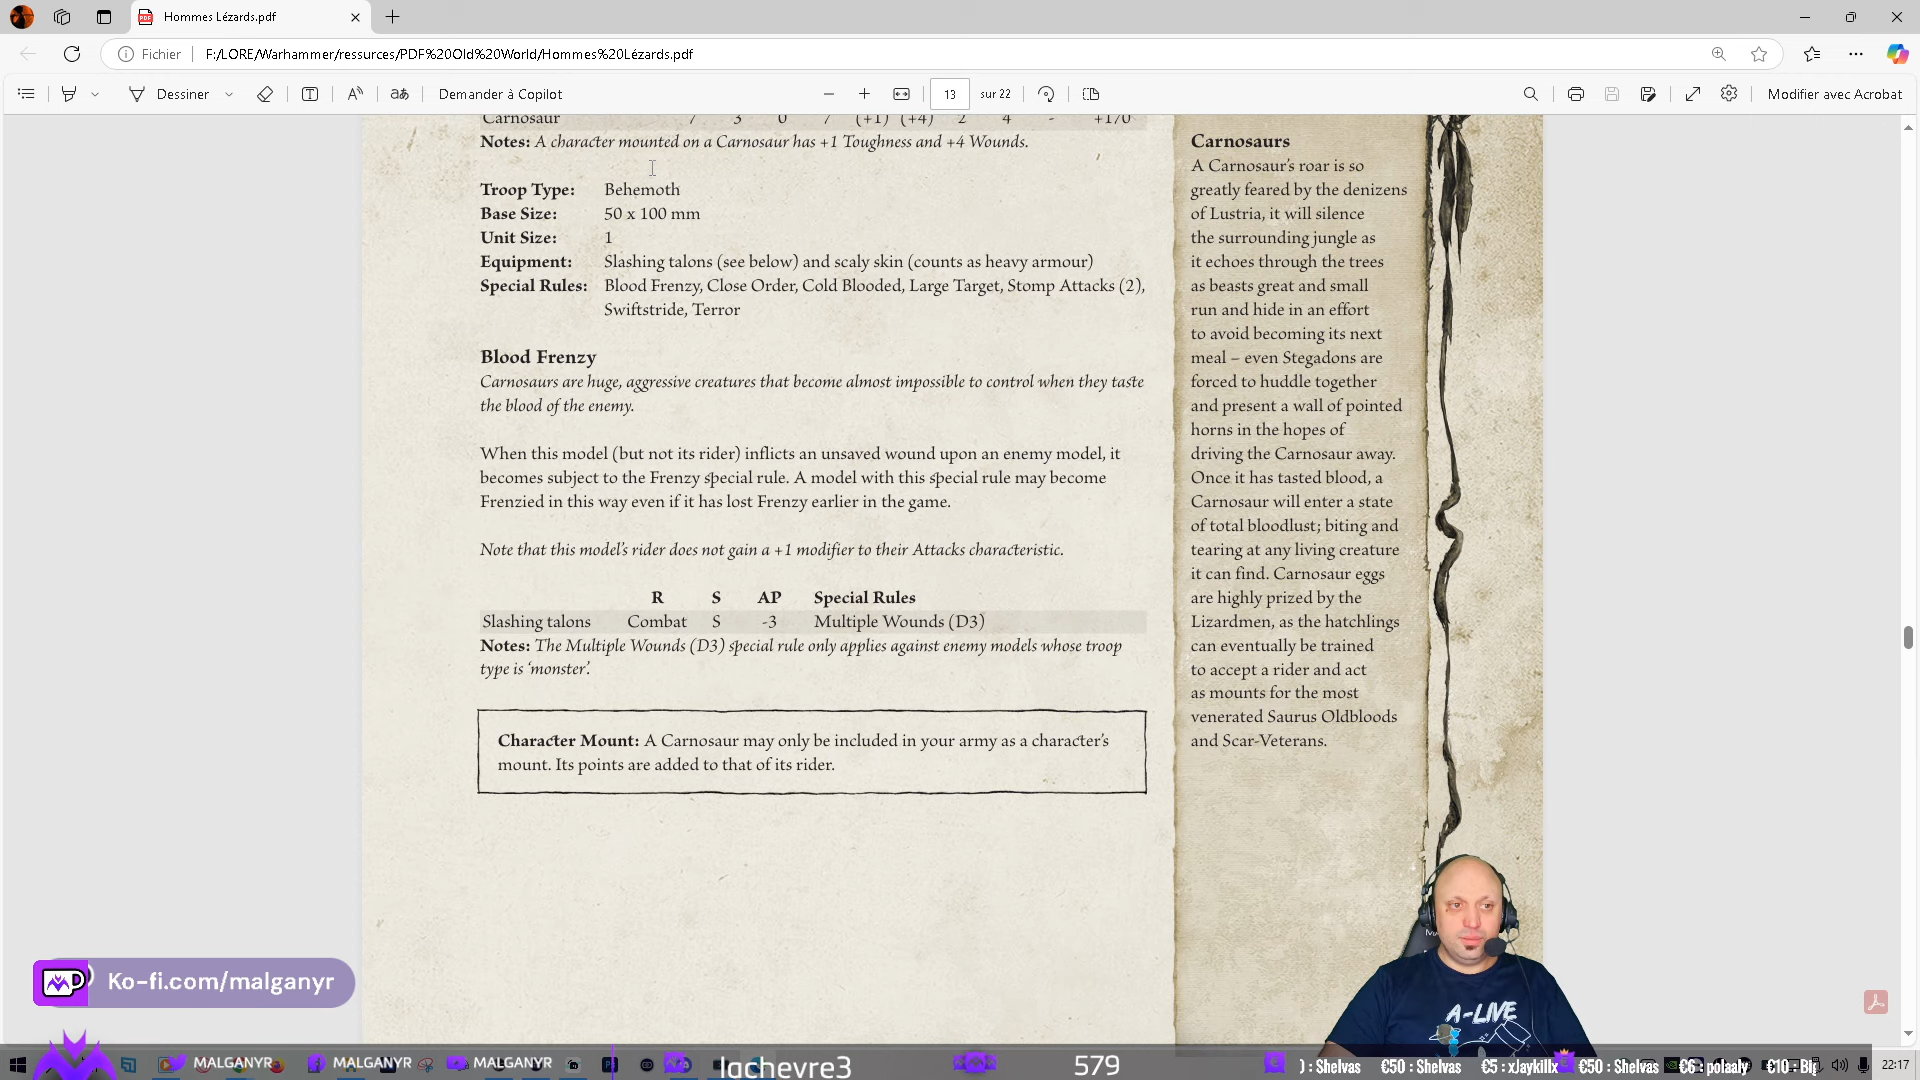 Hommes Lézards.pdf
Fichier
F:/LORE/Warhammer/ressources/PDF%20Old%20World/Hommes%20Lézards.pdf
Dessiner
Demander à Copilot
13
sur 22
Modifier avec Acrobat
Carnosaur 7 3 0 7 (+1) (+4) 2 4 - +170
Notes: A character mounted on a Carnosaur has +1 Toughness and +4 Wounds.
Troop Type: Behemoth
Base Size: 50 x 100 mm
Unit Size: 1
Equipment: Slashing talons (see below) and scaly skin (counts as heavy armour)
Special Rules: Blood Frenzy, Close Order, Cold Blooded, Large Target, Stomp Attacks (2),
Swiftstride, Terror
Blood Frenzy
Carnosaurs are huge, aggressive creatures that become almost impossible to control when they taste
the blood of the enemy.
When this model (but not its rider) inflicts an unsaved wound upon an enemy model, it
becomes subject to the Frenzy special rule. A model with this special rule may become
Frenzied in this way even if it has lost Frenzy earlier in the game.
Note that this model's rider does not gain a +1 modifier to their Attacks characteristic.
R S AP Special Rules
Slashing talons Combat S -3 Multiple Wounds (D3)
Notes: The Multiple Wounds (D3) special rule only applies against enemy models whose troop
type is 'monster'.
Character Mount: A Carnosaur may only be included in your army as a character's
mount. Its points are added to that of its rider.
Carnosaurs
A Carnosaur's roar is so
greatly feared by the denizens
of Lustria, it will silence
the surrounding jungle as
it echoes through the trees
as beasts great and small
run and hide in an effort
to avoid becoming its next
meal – even Stegadons are
forced to huddle together
and present a wall of pointed
horns in the hopes of
driving the Carnosaur away.
Once it has tasted blood, a
Carnosaur will enter a state
of total bloodlust; biting and
tearing at any living creature
it can find. Carnosaur eggs
are highly prized by the
Lizardmen, as the hatchlings
can eventually be trained
to accept a rider and act
as mounts for the most
venerated Saurus Oldbloods
and Scar-Veterans.
Ko-fi.com/malganyr
A-LIVE
MALGANYR
MALGANYR
MALGANYR
lachevre3
579
) : Shelvas €50 : Shelvas €5 : xJaykillx €50 : Shelvas €6 : polaaly €10 : Big
22:17